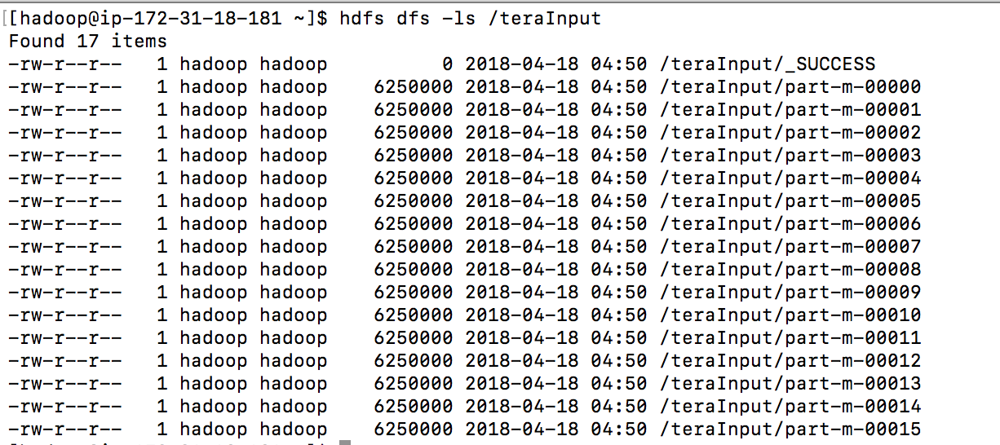 [[hadoop@ip-172-31-18-181 ~]$ hdfs dfs -ls /teraInput
Found 17 items
-rw-r--r--   1 hadoop hadoop          0 2018-04-18 04:50 /teraInput/_SUCCESS
-rw-r--r--   1 hadoop hadoop    6250000 2018-04-18 04:50 /teraInput/part-m-00000
-rw-r--r--   1 hadoop hadoop    6250000 2018-04-18 04:50 /teraInput/part-m-00001
-rw-r--r--   1 hadoop hadoop    6250000 2018-04-18 04:50 /teraInput/part-m-00002
-rw-r--r--   1 hadoop hadoop    6250000 2018-04-18 04:50 /teraInput/part-m-00003
-rw-r--r--   1 hadoop hadoop    6250000 2018-04-18 04:50 /teraInput/part-m-00004
-rw-r--r--   1 hadoop hadoop    6250000 2018-04-18 04:50 /teraInput/part-m-00005
-rw-r--r--   1 hadoop hadoop    6250000 2018-04-18 04:50 /teraInput/part-m-00006
-rw-r--r--   1 hadoop hadoop    6250000 2018-04-18 04:50 /teraInput/part-m-00007
-rw-r--r--   1 hadoop hadoop    6250000 2018-04-18 04:50 /teraInput/part-m-00008
-rw-r--r--   1 hadoop hadoop    6250000 2018-04-18 04:50 /teraInput/part-m-00009
-rw-r--r--   1 hadoop hadoop    6250000 2018-04-18 04:50 /teraInput/part-m-00010
-rw-r--r--   1 hadoop hadoop    6250000 2018-04-18 04:50 /teraInput/part-m-00011
-rw-r--r--   1 hadoop hadoop    6250000 2018-04-18 04:50 /teraInput/part-m-00012
-rw-r--r--   1 hadoop hadoop    6250000 2018-04-18 04:50 /teraInput/part-m-00013
-rw-r--r--   1 hadoop hadoop    6250000 2018-04-18 04:50 /teraInput/part-m-00014
-rw-r--r--   1 hadoop hadoop    6250000 2018-04-18 04:50 /teraInput/part-m-00015